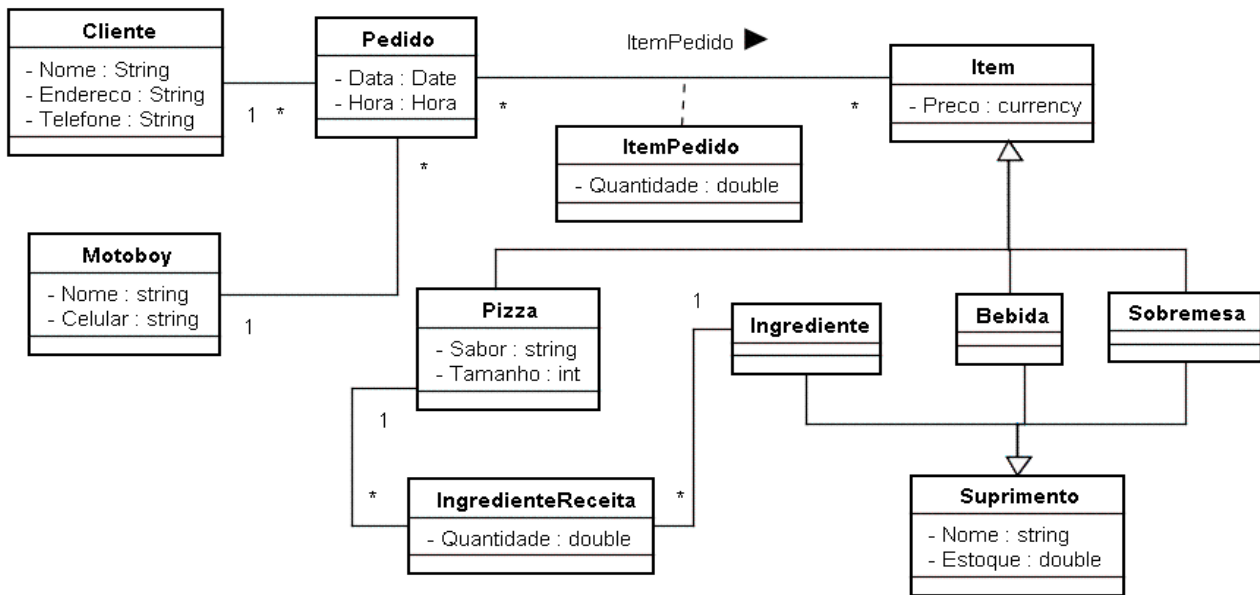 Cliente
- Nome : String
- Endereco : String
- Telefone : String
1
*
Pedido
- Data : Date
- Hora : Hora
*
*
ItemPedido ►
*
Item
- Preco : currency
ItemPedido
- Quantidade : double
Motoboy
- Nome : string
- Celular : string
1
Pizza
- Sabor : string
- Tamanho : int
1
1
Ingrediente
Bebida
Sobremesa
*
IngredienteReceita
- Quantidade : double
*
Suprimento
- Nome : string
- Estoque : double